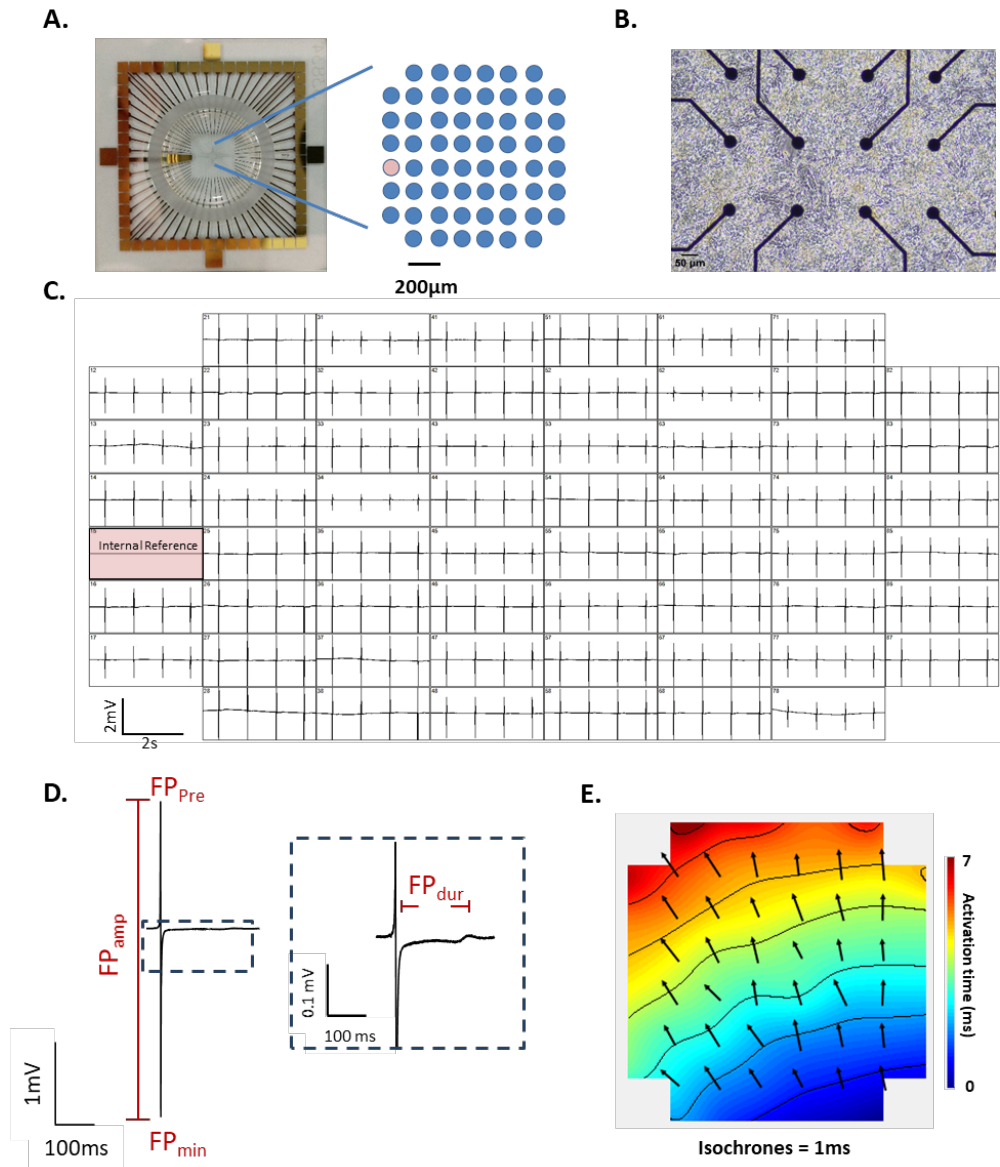 A.
B.
200µm
50 µm
C.
21 31 41 51 61 71
12 22 32 42 52 62 72 82
13 23 33 43 53 63 73 83
14 24 34 44 54 64 74 84
15 25 35 45 55 65 75 85
Internal Reference
16 26 36 46 56 66 76 86
17 27 37 47 57 67 77 87
28 38 48 58 68 78
2mV
2s
D.
E.
FPPre
FPamp
FPmin
1mV
100ms
FPdur
0.1 mV
100 ms
7
Activation time (ms)
0
Isochrones = 1ms